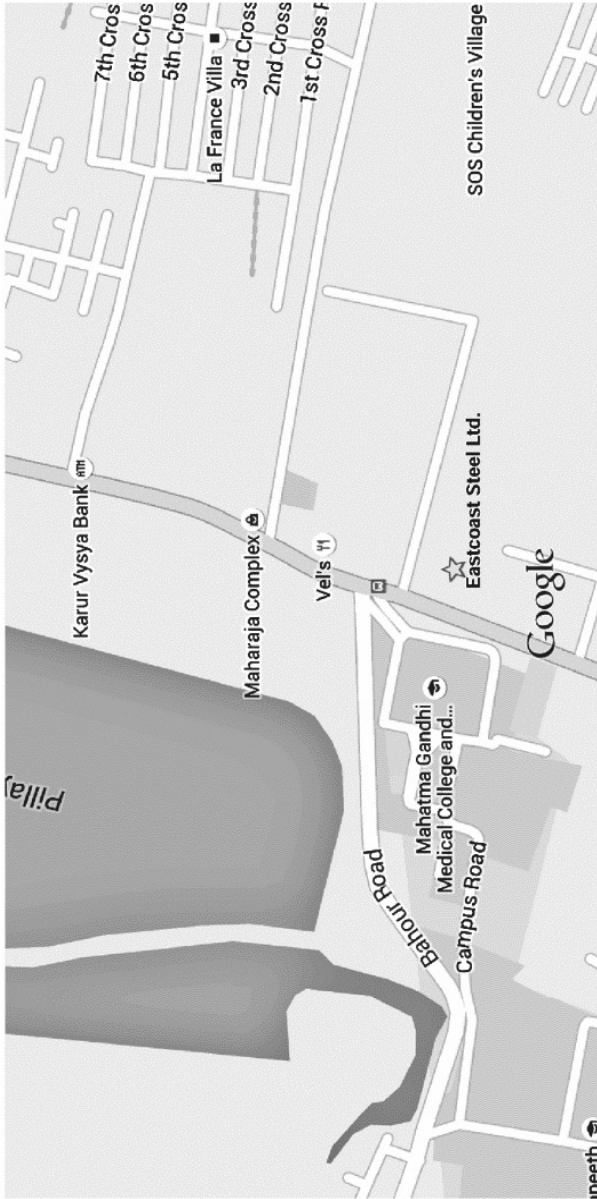 Pillay
Karur Vysya Bank
ATM
7th Cros
6th Cros
5th Cros
La France Villa
3rd Cross
Maharaja Complex
2nd Cross
1st Cross
Vel's
Bahour Road
Mahatma Gandhi
Medical College and...
Campus Road
Eastcoast Steel Ltd.
SOS Children's Village
Google
peeth